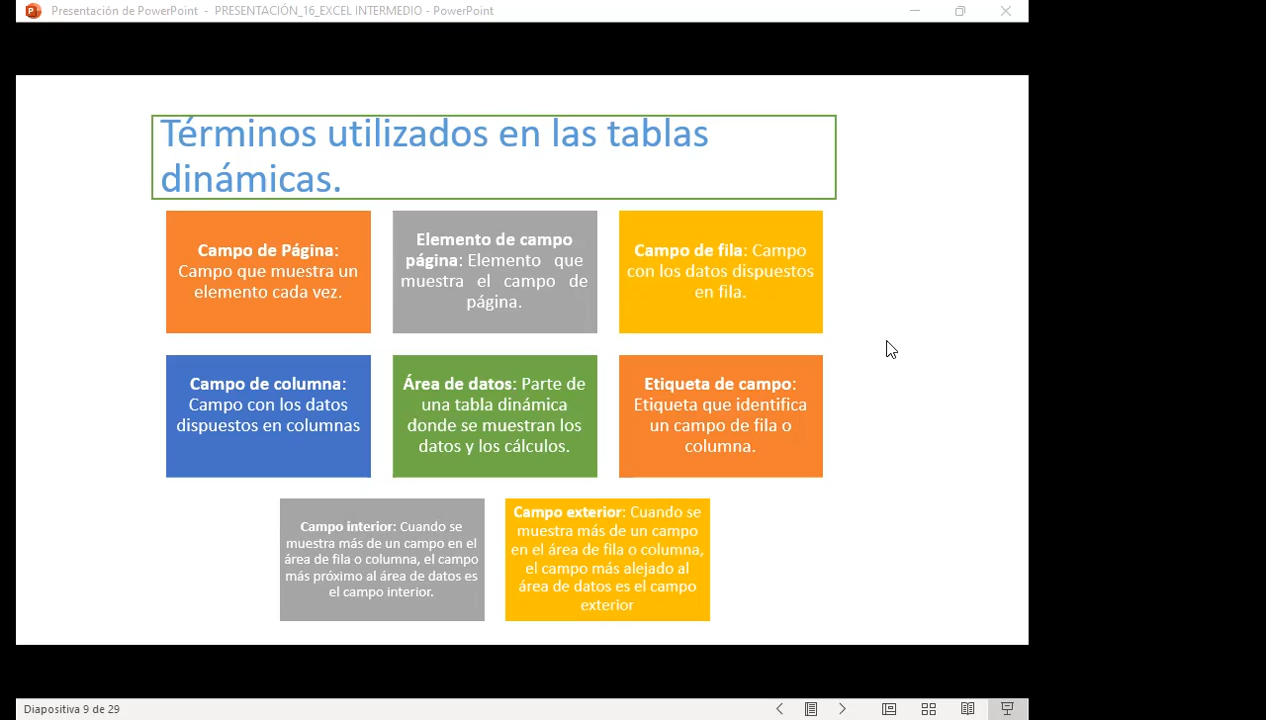 Presentación de PowerPoint - PRESENTACIÓN_16_EXCEL INTERMEDIO - PowerPoint
Términos utilizados en las tablas
dinámicas.
Campo de Página:
Campo que muestra un
elemento cada vez.
Elemento de campo
página: Elemento que
muestra el campo de
página.
Campo de fila: Campo
con los datos dispuestos
en fila.
Campo de columna:
Campo con los datos
dispuestos en columnas
Área de datos: Parte de
una tabla dinámica
donde se muestran los
datos y los cálculos.
Etiqueta de campo:
Etiqueta que identifica
un campo de fila o
columna.
Campo interior: Cuando se
muestra más de un campo en el
área de fila o columna, el campo
más próximo al área de datos es
el campo interior.
Campo exterior: Cuando se
muestra más de un campo
en el área de fila o columna,
el campo más alejado al
área de datos es el campo
exterior
Diapositiva 9 de 29